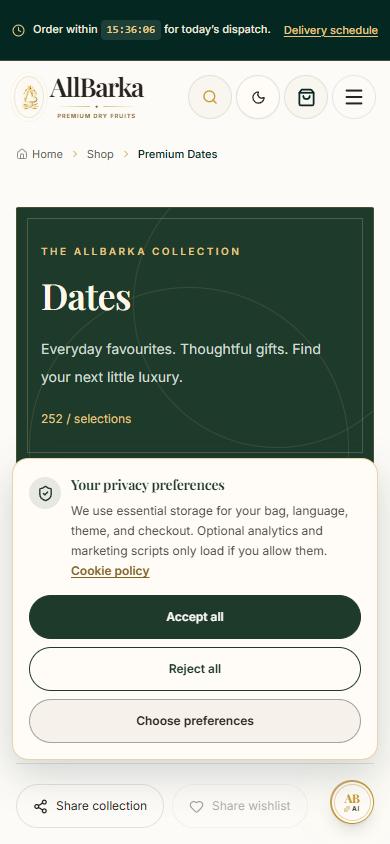 Order within 15:36:06 for today's dispatch. Delivery schedule
AllBarka
PREMIUM DRY FRUITS
Home > Shop > Premium Dates
THE ALLBARKA COLLECTION
Dates
Everyday favourites. Thoughtful gifts. Find
your next little luxury.
252 / selections
Your privacy preferences
We use essential storage for your bag, language,
theme, and checkout. Optional analytics and
marketing scripts only load if you allow them.
Cookie policy
Accept all
Reject all
Choose preferences
Share collection
Share wishlist
AB
AI